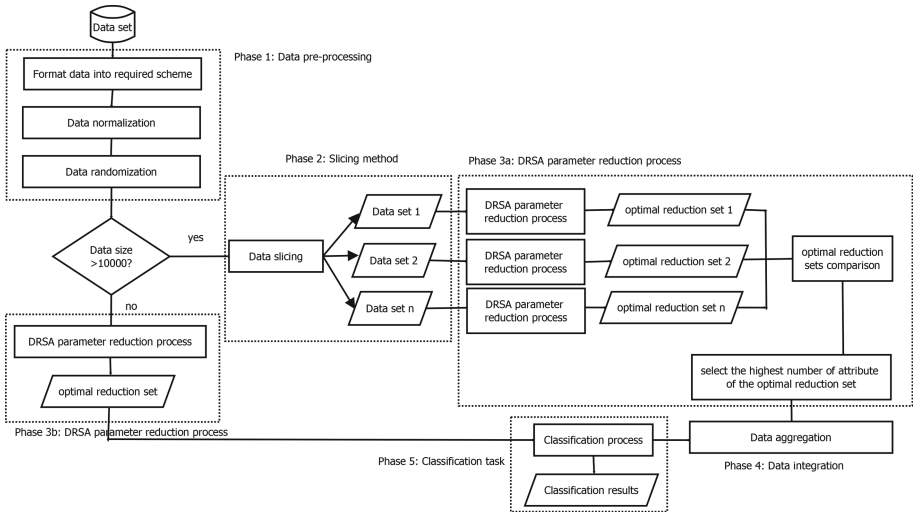 Data set
Phase 1: Data pre-processing
Format data into required scheme
Data normalization
Data randomization
Phase 2: Slicing method
Phase 3a: DRSA parameter reduction process
Data size
>10000?
yes
no
Data slicing
Data set 1
Data set 2
Data set n
DRSA parameter
reduction process
DRSA parameter
reduction process
DRSA parameter
reduction process
optimal reduction set 1
optimal reduction set 2
optimal reduction set n
optimal reduction
sets comparison
select the highest number of attribute
of the optimal reduction set
DRSA parameter reduction process
optimal reduction set
Phase 3b: DRSA parameter reduction process
Data aggregation
Phase 4: Data integration
Classification process
Phase 5: Classification task
Classification results